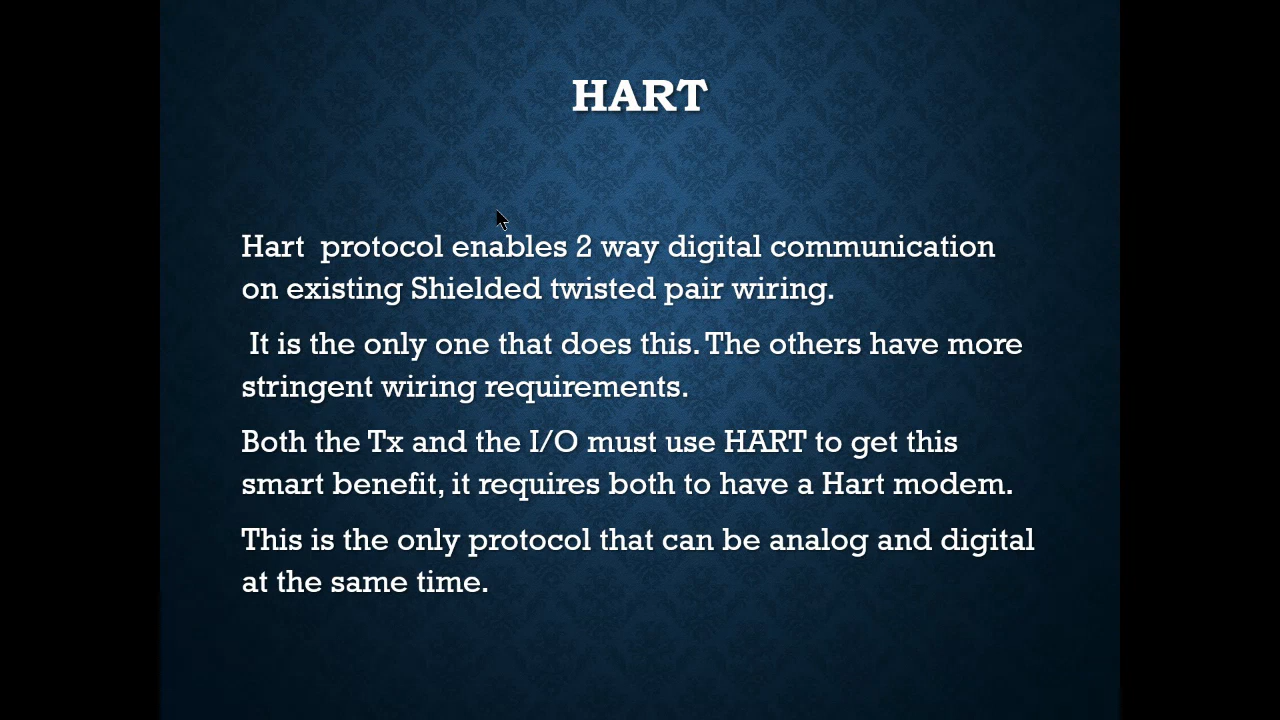 HART
Hart  protocol enables 2 way digital communication
on existing Shielded twisted pair wiring.
It is the only one that does this. The others have more
stringent wiring requirements.
Both the Tx and the I/O must use HART to get this
smart benefit, it requires both to have a Hart modem.
This is the only protocol that can be analog and digital
at the same time.